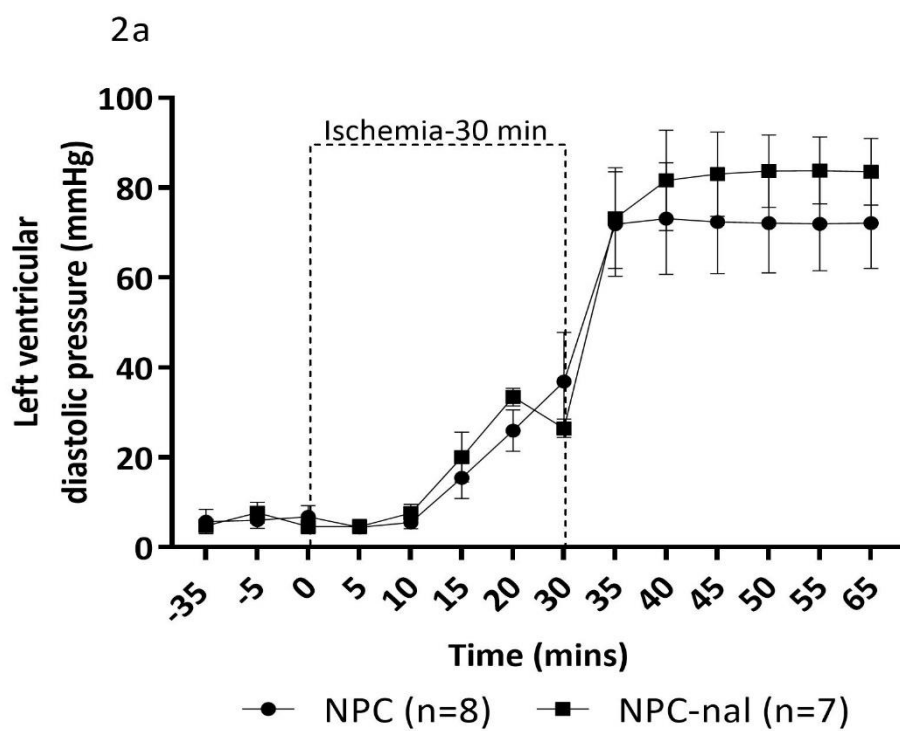 2a
100
80
60
40
20
0
Left ventricular
diastolic pressure (mmHg)
Ischemia-30 min
-35 -5 0 5 10 15 20 30 35 40 45 50 55 65
Time (mins)
NPC (n=8) NPC-nal (n=7)